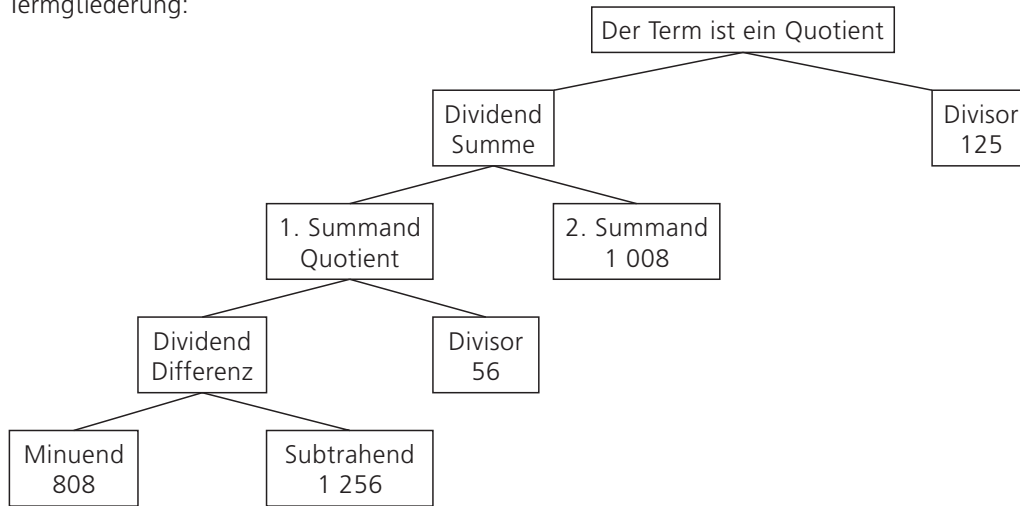 Termgliederung:
Der Term ist ein Quotient
Dividend
Summe
Divisor
125
1. Summand
Quotient
2. Summand
1 008
Dividend
Differenz
Divisor
56
Minuend
808
Subtrahend
1 256